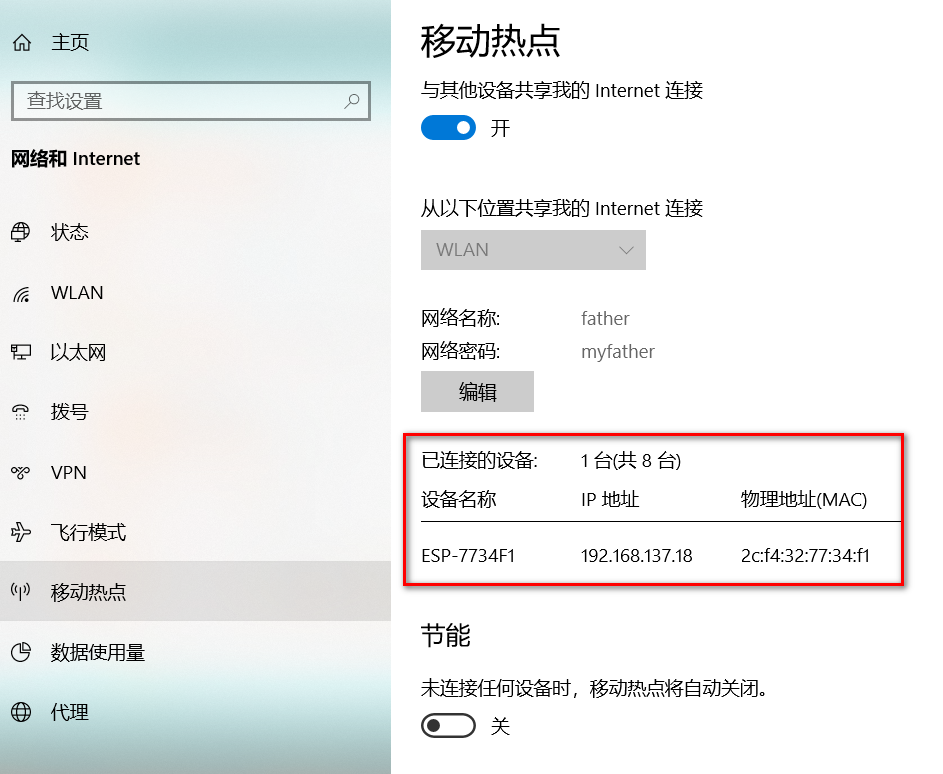 主页
查找设置
网络和 Internet
状态
WLAN
以太网
拨号
VPN
飞行模式
移动热点
数据使用量
代理
移动热点
与其他设备共享我的 Internet 连接
开
从以下位置共享我的 Internet 连接
WLAN
网络名称: father
网络密码: myfather
编辑
已连接的设备: 1 台(共 8 台)
设备名称 IP 地址 物理地址(MAC)
ESP-7734F1 192.168.137.18 2c:f4:32:77:34:f1
节能
未连接任何设备时，移动热点将自动关闭。
关